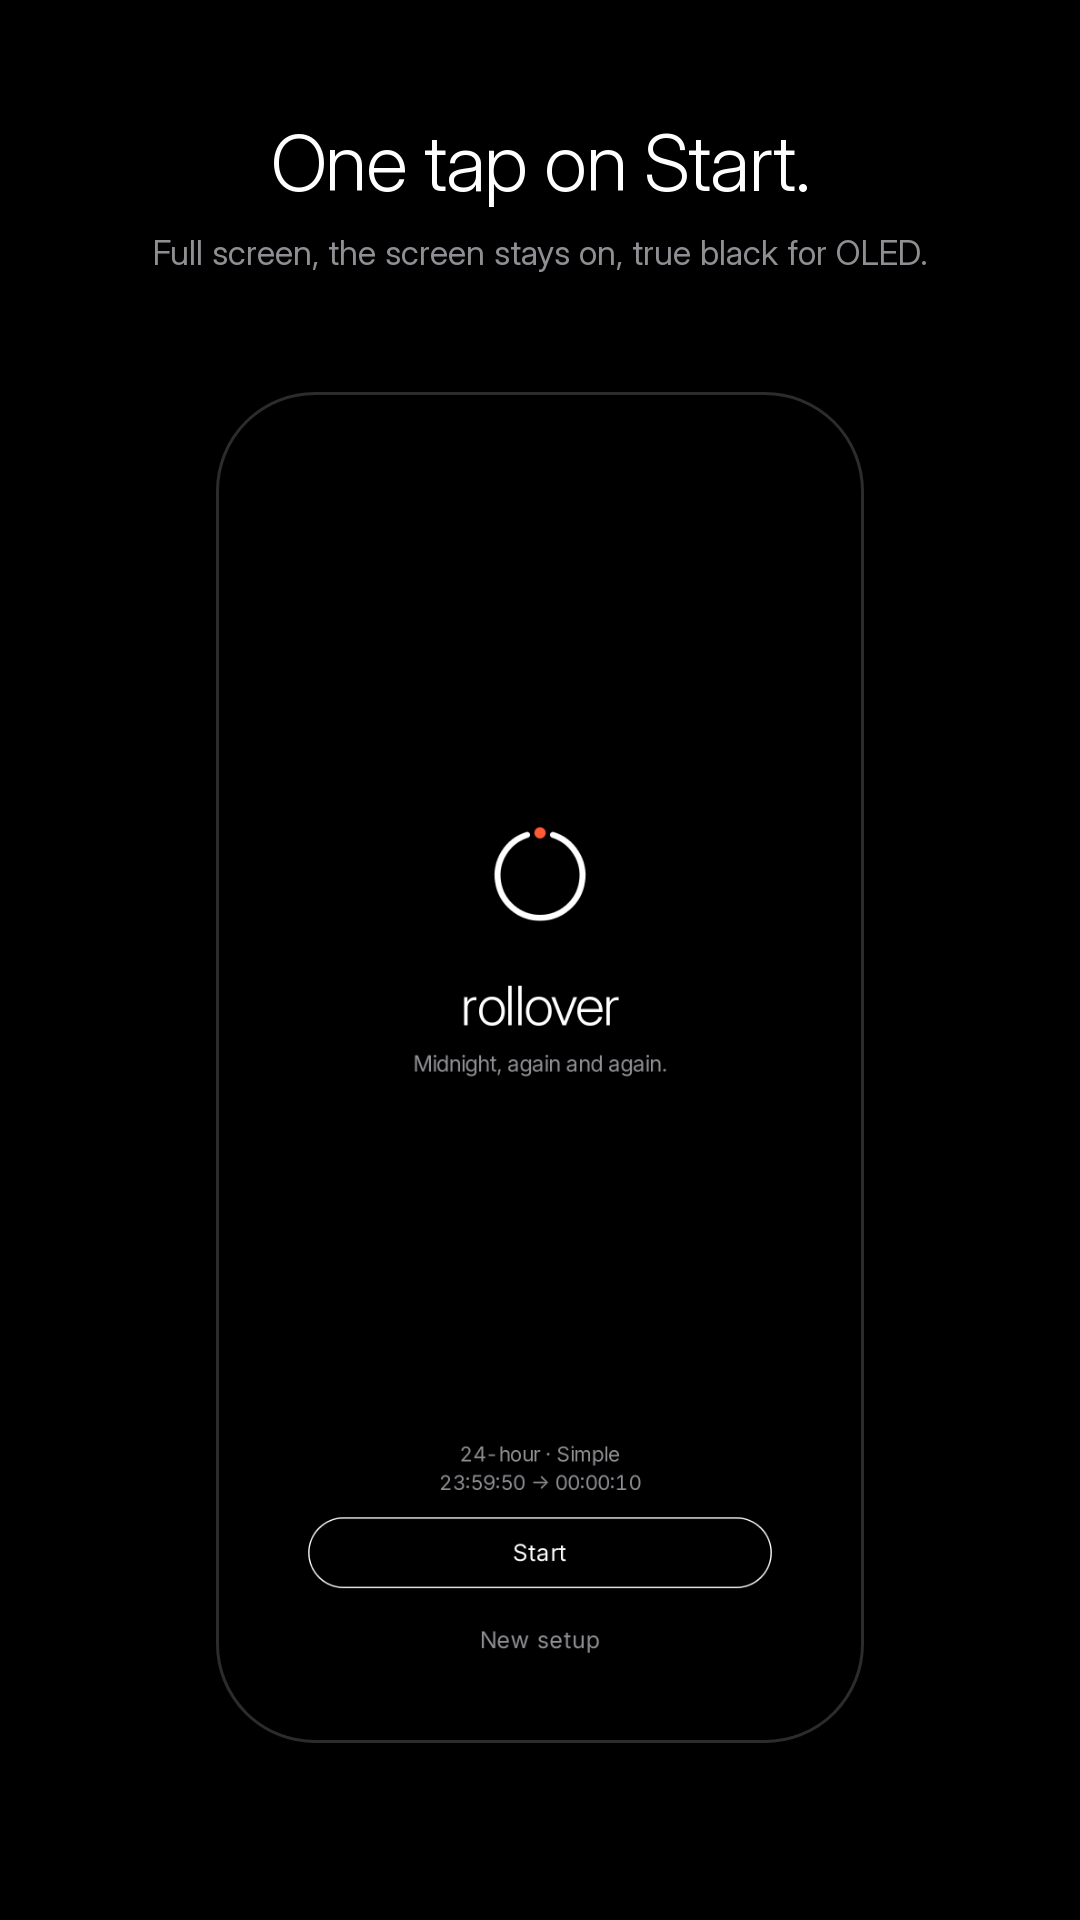 One tap on Start.
Full screen, the screen stays on, true black for OLED.
rollover
Midnight, again and again.
24-hour · Simple
23:59:50 → 00:00:10
Start
New setup